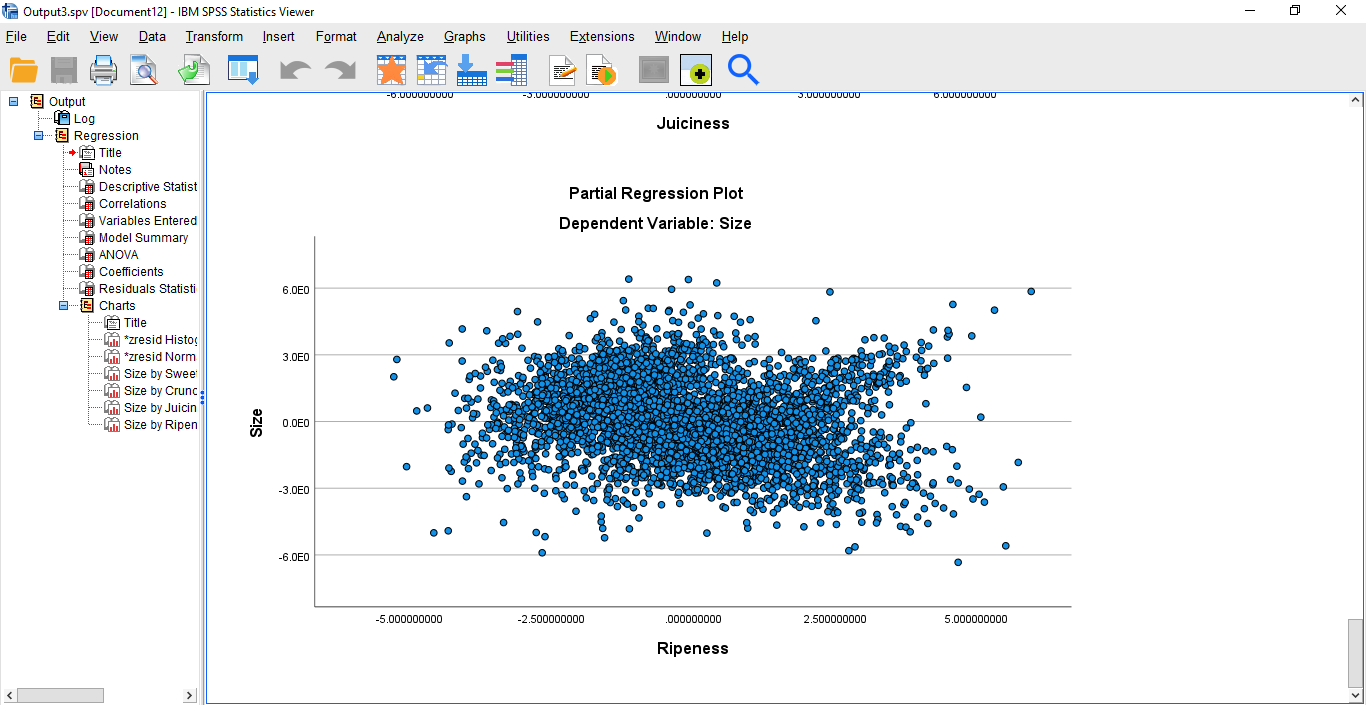 Output3.spv [Document12] - IBM SPSS Statistics Viewer
File Edit View Data Transform Insert Format Analyze Graphs Utilities Extensions Window Help
Output
Log
Regression
Title
Notes
Descriptive Statist
Correlations
Variables Entered
Model Summary
ANOVA
Coefficients
Residuals Statisti
Charts
Title
*zresid Histog
*zresid Norm
Size by Swee
Size by Crunc
Size by Juicin
Size by Ripen
-6.000000000 -3.000000000 .000000000 3.000000000 6.000000000
Juiciness
Partial Regression Plot
Dependent Variable: Size
6.0E0
3.0E0
0.0E0
-3.0E0
-6.0E0
Size
-5.000000000 -2.500000000 .000000000 2.500000000 5.000000000
Ripeness